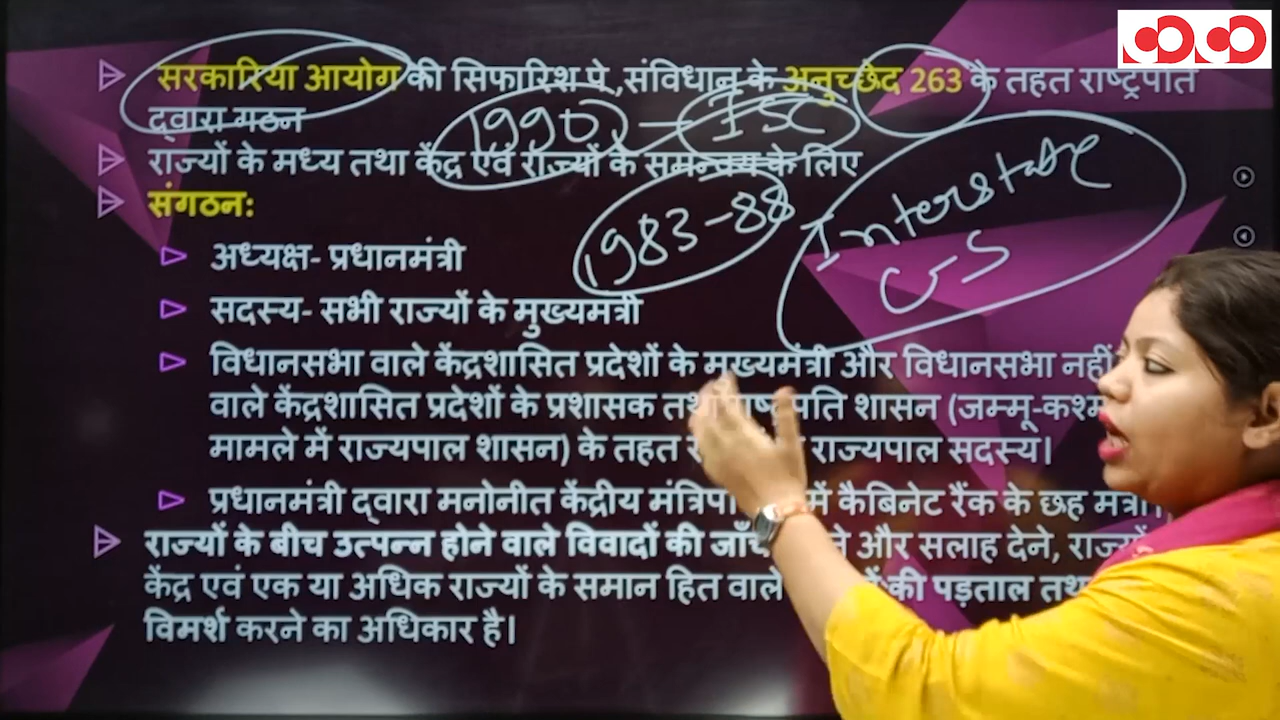 सरकारिया आयोग की सिफारिश पे ,संविधान के अनुच्छेद 263 के तहत राष्ट्रपति
द्वारा गठन
1990 – ISC
राज्यों के मध्य तथा केंद्र एवं राज्यों के समन्वय के लिए
1983-88
Interstate
संगठन:
अध्यक्ष- प्रधानमंत्री
सदस्य- सभी राज्यों के मुख्यमंत्री
विधानसभा वाले केंद्रशासित प्रदेशों के मुख्यमंत्री और विधानसभा नहीं
वाले केंद्रशासित प्रदेशों के प्रशासक तथा राष्ट्रपति शासन
मामले में राज्यपाल शासन) के तहत राज्यपाल सदस्य।
प्रधानमंत्री द्वारा मनोनीत केंद्रीय में कैबिनेट रैंक के छह मंत्री।
राज्यों के बीच उत्पन्न होने वाले विवादों की और सलाह देने,
केंद्र एवं एक या अधिक राज्यों के समान हित वाले की पड़ताल
विमर्श करने का अधिकार है।